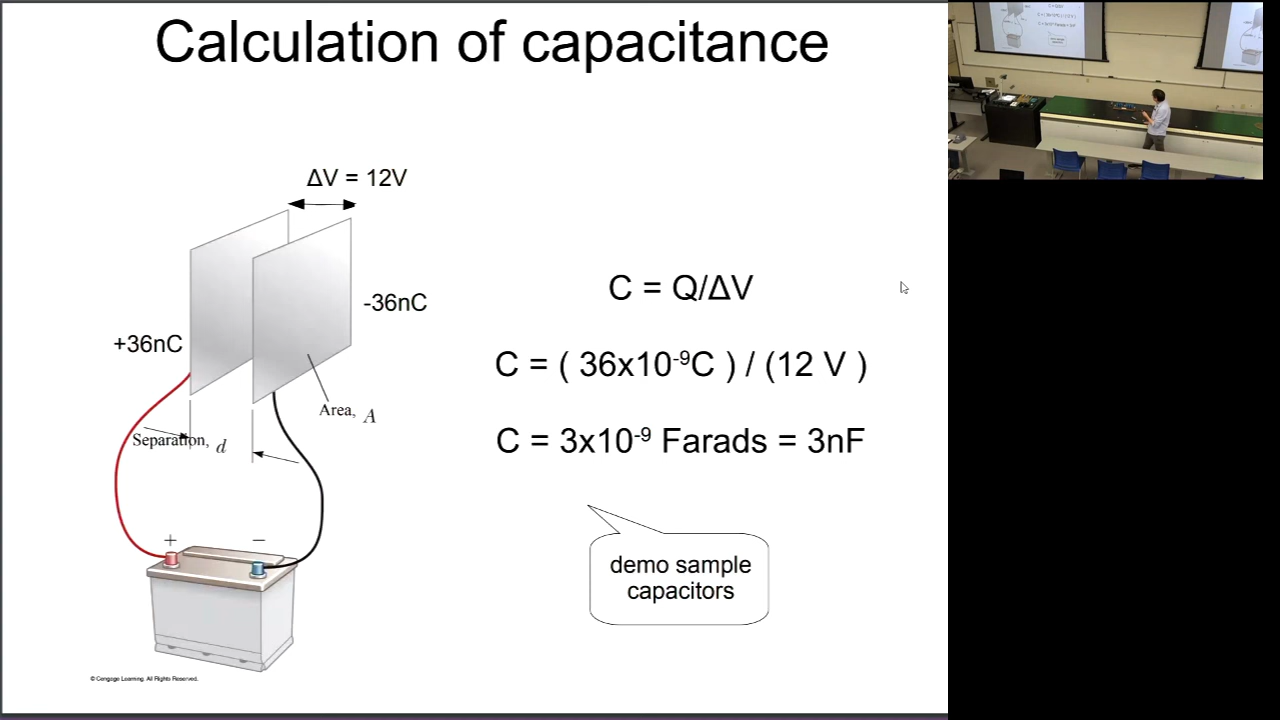 Calculation of capacitance
ΔV = 12V
-36nC
+36nC
Area, A
Separation, d
+ −
C = Q/ΔV
C = ( 36x10⁻⁹C ) / (12 V )
C = 3x10⁻⁹ Farads = 3nF
demo sample
capacitors
© Cengage Learning. All Rights Reserved.